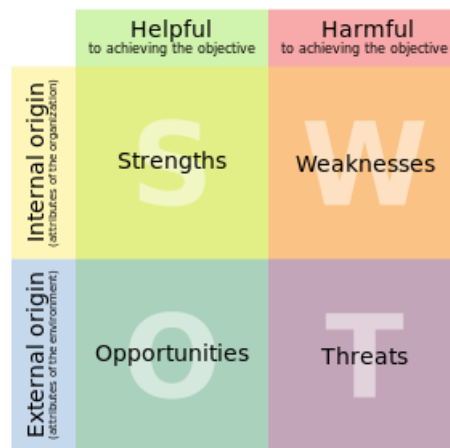 Helpful
to achieving the objective
Harmful
to achieving the objective
Internal origin
(attributes of the organization)
S
Strengths
W
Weaknesses
External origin
(attributes of the environment)
O
Opportunities
T
Threats